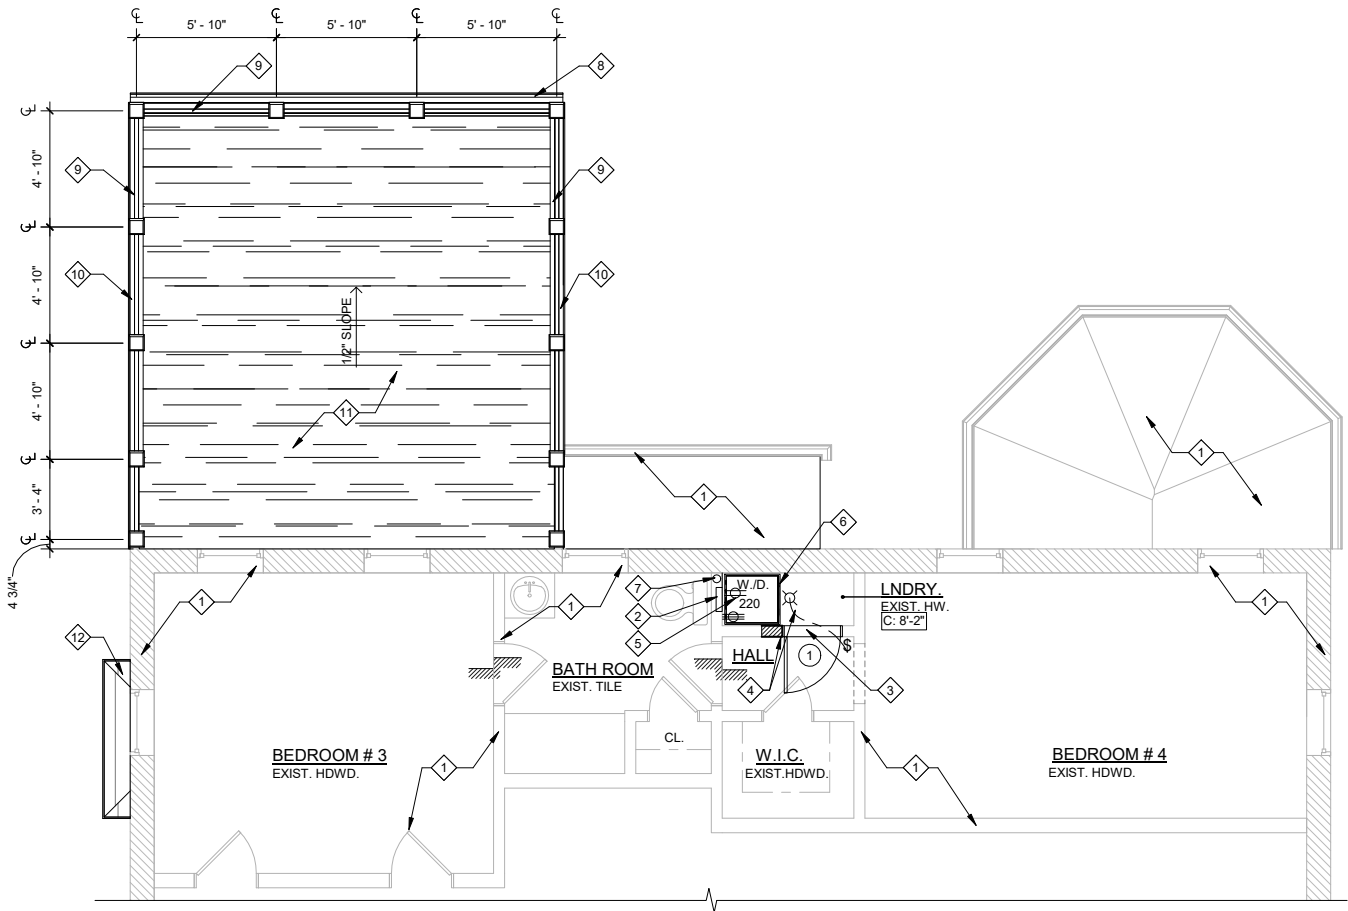 ℄ ℄ ℄ ℄
5' - 10" 5' - 10" 5' - 10"
9
8
℄
4' - 10"
9
9
℄
4' - 10"
10
10
1/2" SLOPE
℄
4' - 10"
11
1
℄
3' - 4"
1
℄
4 3/4"
6
7
W./D.
220
2
5
LNDRY.
EXIST. HW.
C: 8'-2"
1
1
1
12
HALL
1
$
4
3
BATH ROOM
EXIST. TILE
CL.
BEDROOM # 3
EXIST. HDWD.
W.I.C.
EXIST.HDWD.
BEDROOM # 4
EXIST. HDWD.
1
1